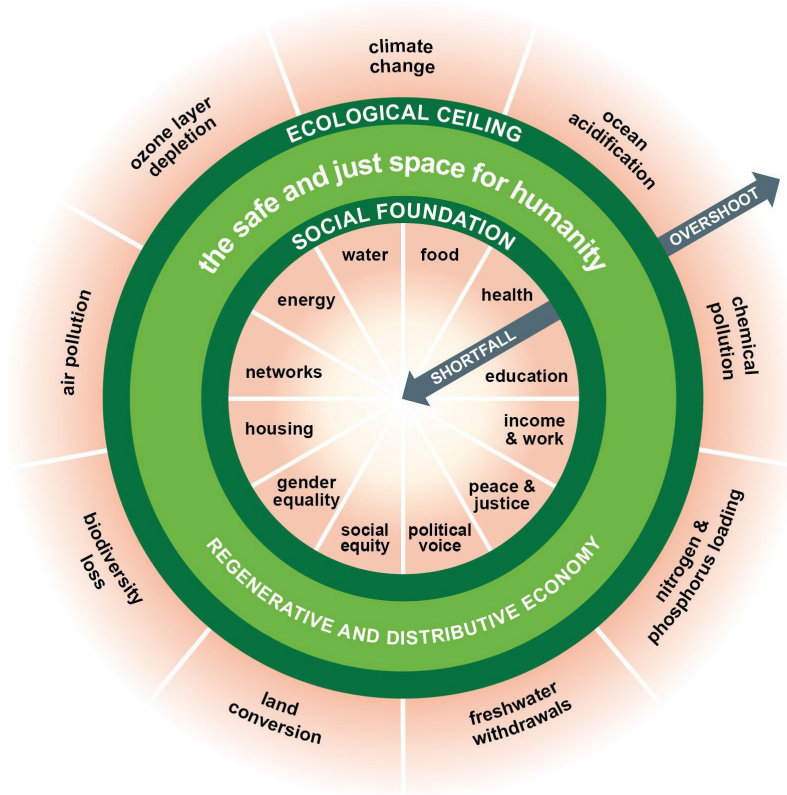 climate
change
ocean
acidification
OVERSHOOT
chemical
pollution
nitrogen &
phosphorus loading
freshwater
withdrawals
land
conversion
biodiversity
loss
air pollution
ozone layer
depletion
ECOLOGICAL CEILING
the safe and just space for humanity
SOCIAL FOUNDATION
water
food
health
SHORTFALL
education
income
& work
peace &
justice
political
voice
social
equity
gender
equality
housing
networks
energy
REGENERATIVE AND DISTRIBUTIVE ECONOMY